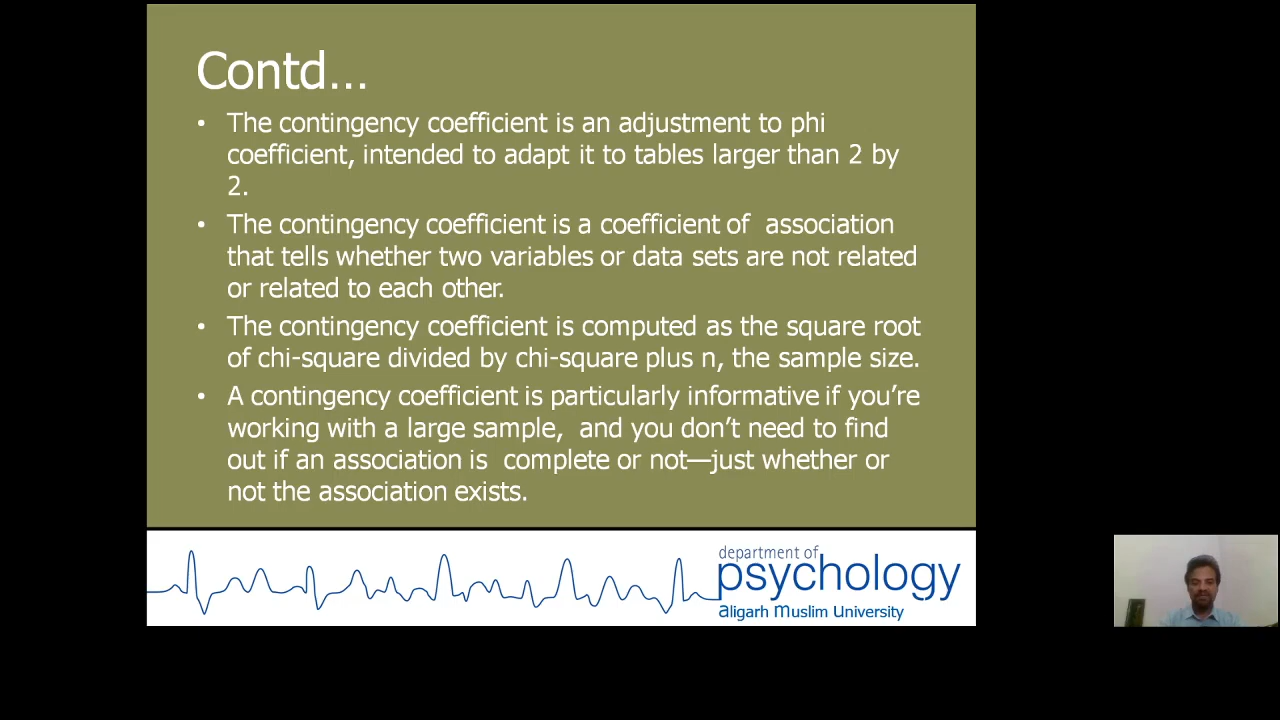 Contd...
• The contingency coefficient is an adjustment to phi
coefficient, intended to adapt it to tables larger than 2 by
2.
• The contingency coefficient is a coefficient of association
that tells whether two variables or data sets are not related
or related to each other.
• The contingency coefficient is computed as the square root
of chi-square divided by chi-square plus n, the sample size.
• A contingency coefficient is particularly informative if you’re
working with a large sample, and you don’t need to find
out if an association is complete or not—just whether or
not the association exists.
department of
psychology
aligarh Muslim University